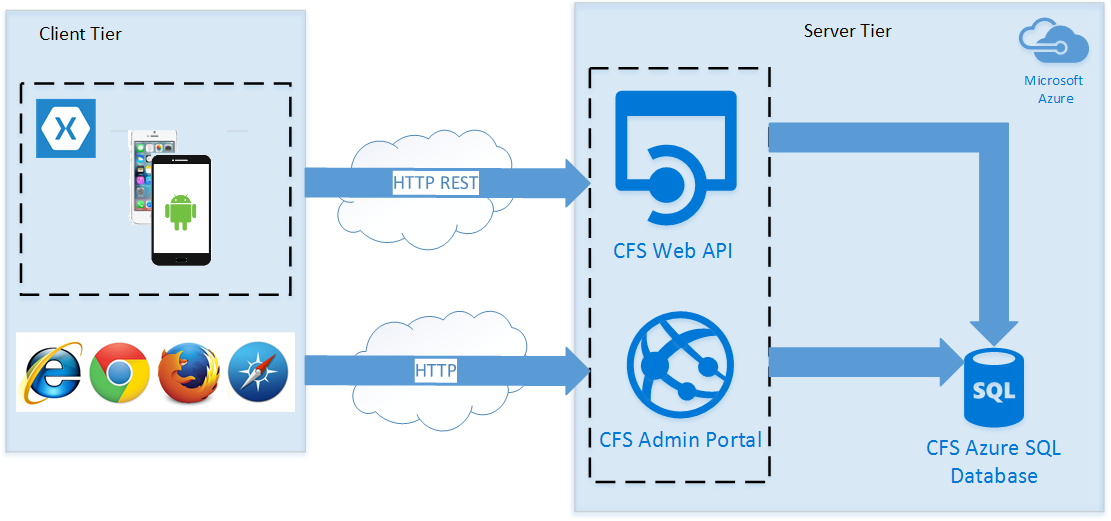 Client Tier
Server Tier
Microsoft
Azure
X
HTTP REST
CFS Web API
HTTP
SQL
CFS Admin Portal
CFS Azure SQL
Database